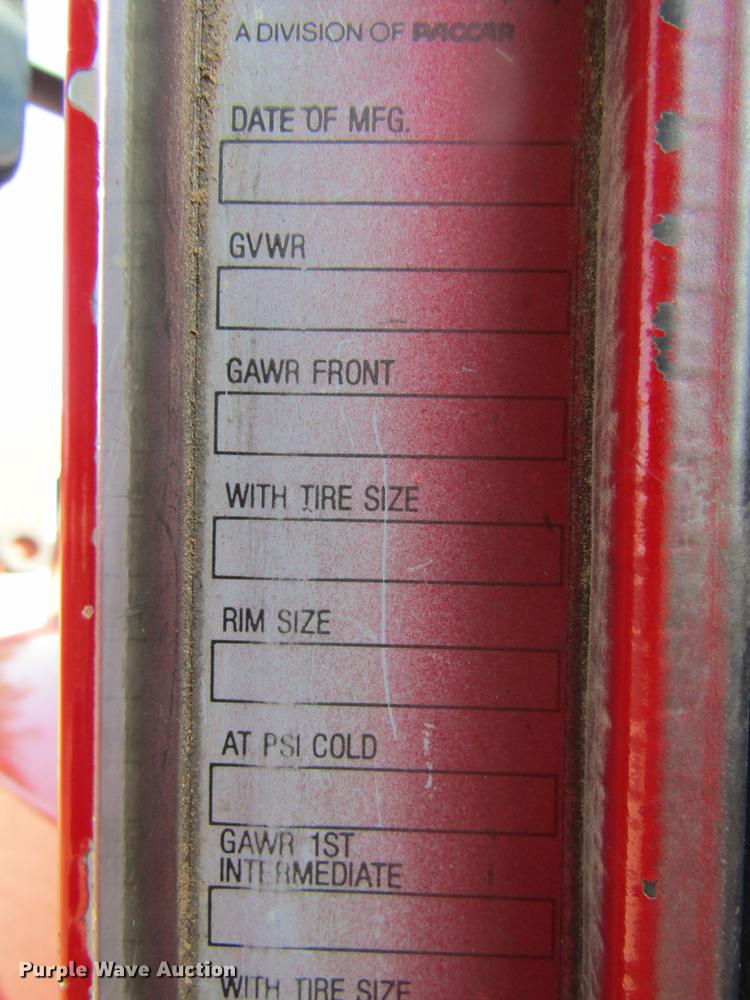 A DIVISION OF PACCAR
DATE OF MFG.
GVWR
GAWR FRONT
WITH TIRE SIZE
RIM SIZE
AT PSI COLD
GAWR 1ST
INTERMEDIATE
WITH TIRE SIZE
Purple Wave Auction